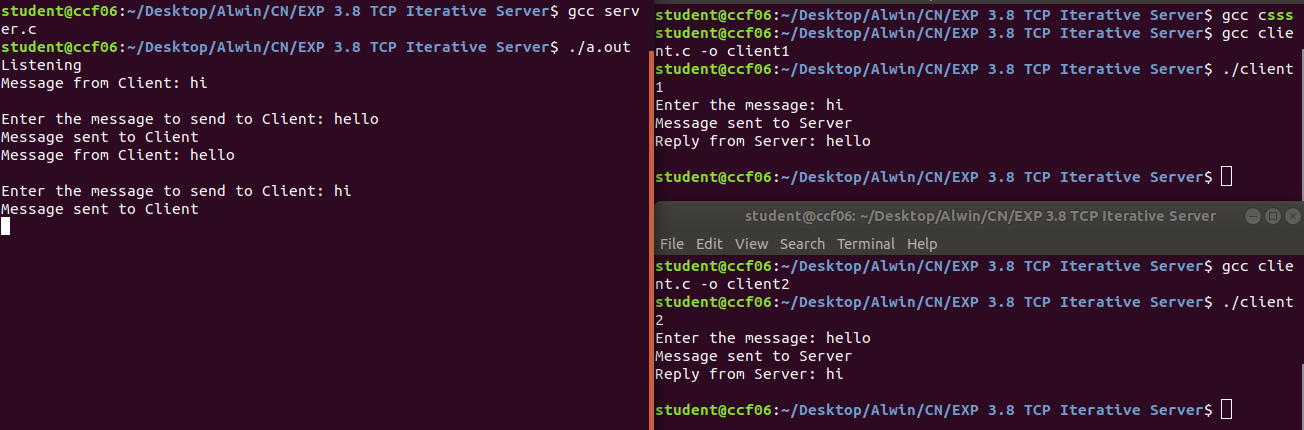 student@ccf06:~/Desktop/Alwin/CN/EXP 3.8 TCP Iterative Server$ gcc serv
er.c
student@ccf06:~/Desktop/Alwin/CN/EXP 3.8 TCP Iterative Server$ ./a.out
Listening
Message from Client: hi
Enter the message to send to Client: hello
Message sent to Client
Message from Client: hello
Enter the message to send to Client: hi
Message sent to Client
student@ccf06:~/Desktop/Alwin/CN/EXP 3.8 TCP Iterative Server$ gcc csss
student@ccf06:~/Desktop/Alwin/CN/EXP 3.8 TCP Iterative Server$ gcc clie
nt.c -o client1
student@ccf06:~/Desktop/Alwin/CN/EXP 3.8 TCP Iterative Server$ ./client
1
Enter the message: hi
Message sent to Server
Reply from Server: hello
student@ccf06:~/Desktop/Alwin/CN/EXP 3.8 TCP Iterative Server$
student@ccf06: ~/Desktop/Alwin/CN/EXP 3.8 TCP Iterative Server
File Edit View Search Terminal Help
student@ccf06:~/Desktop/Alwin/CN/EXP 3.8 TCP Iterative Server$ gcc clie
nt.c -o client2
student@ccf06:~/Desktop/Alwin/CN/EXP 3.8 TCP Iterative Server$ ./client
2
Enter the message: hello
Message sent to Server
Reply from Server: hi
student@ccf06:~/Desktop/Alwin/CN/EXP 3.8 TCP Iterative Server$